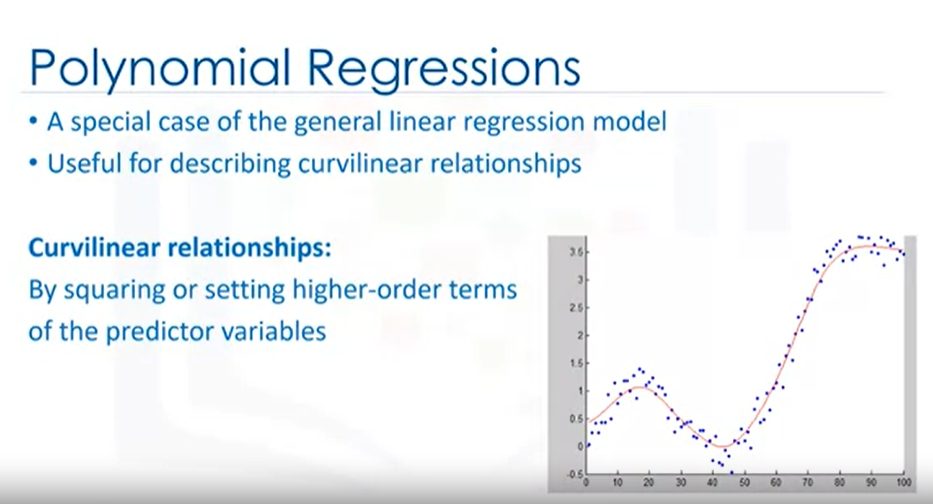 Polynomial Regressions
• A special case of the general linear regression model
• Useful for describing curvilinear relationships
Curvilinear relationships:
By squaring or setting higher-order terms
of the predictor variables
3.5
3
2.5
2
1.5
1
0.5
0
-0.5
0 10 20 30 40 50 60 70 80 90 100